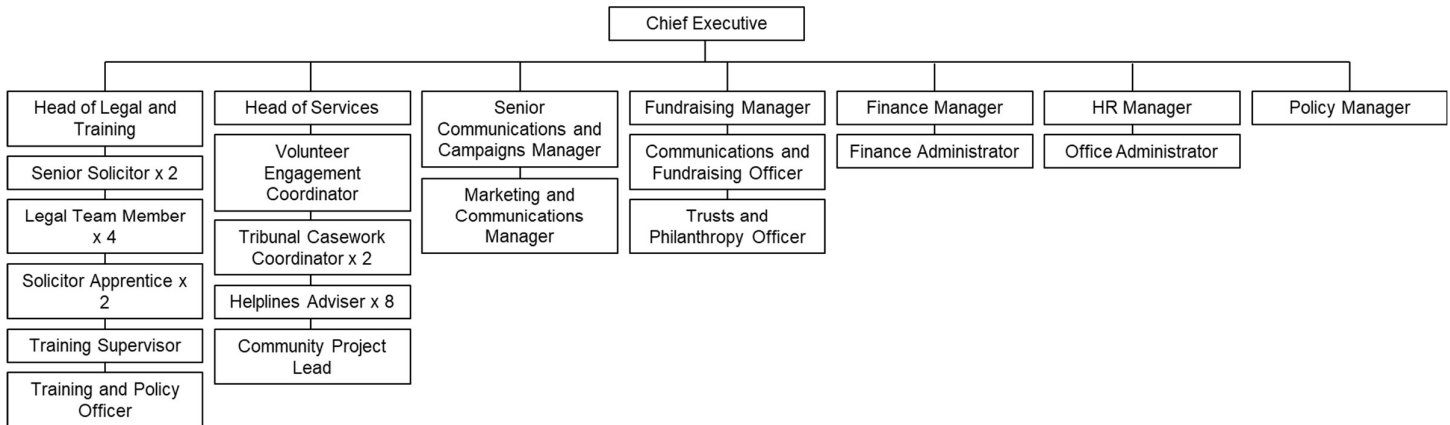 Chief Executive
Head of Legal and
Training
Senior Solicitor x 2
Legal Team Member
x 4
Solicitor Apprentice x
2
Training Supervisor
Training and Policy
Officer
Head of Services
Volunteer
Engagement
Coordinator
Tribunal Casework
Coordinator x 2
Helplines Adviser x 8
Community Project
Lead
Senior
Communications and
Campaigns Manager
Marketing and
Communications
Manager
Fundraising Manager
Communications and
Fundraising Officer
Trusts and
Philanthropy Officer
Finance Manager
Finance Administrator
HR Manager
Office Administrator
Policy Manager